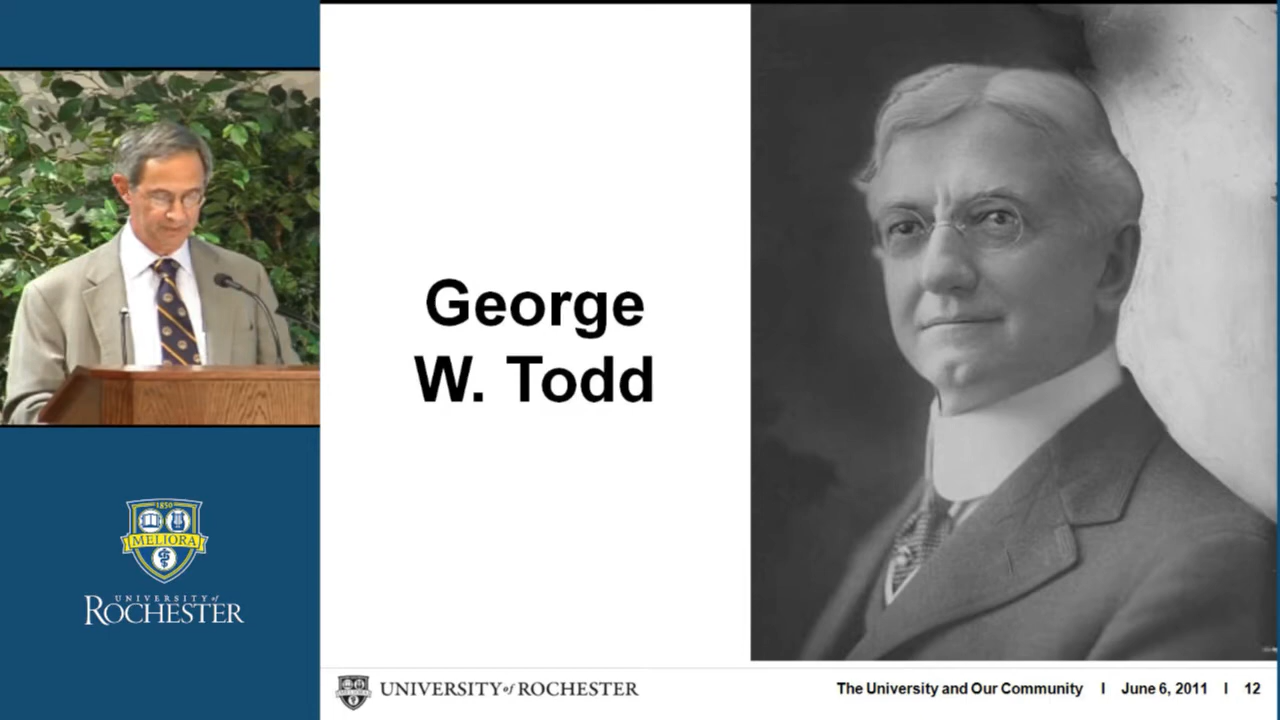 George
W. Todd
1850
MELIORA
UNIVERSITY of
ROCHESTER
MELIORA
UNIVERSITY of ROCHESTER
The University and Our Community | June 6, 2011 | 12